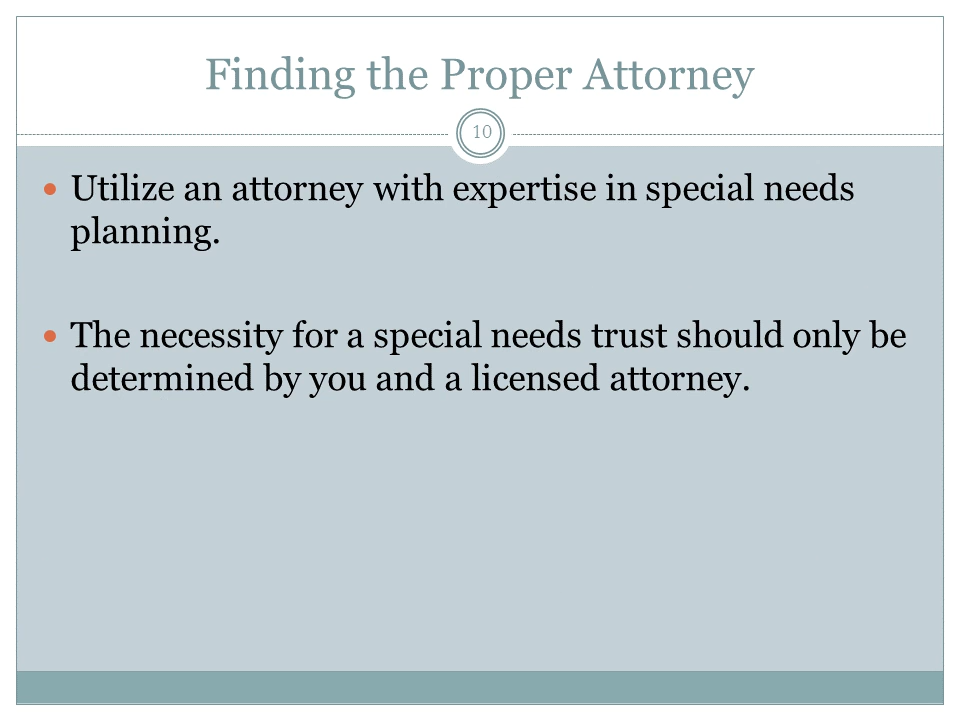 Finding the Proper Attorney
10
Utilize an attorney with expertise in special needs
planning.
The necessity for a special needs trust should only be
determined by you and a licensed attorney.